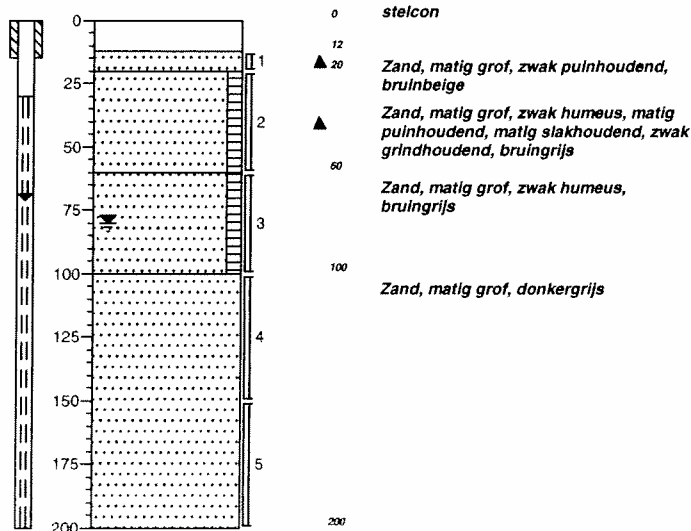 0
25
50
75
100
125
150
175
200
1
2
3
4
5
0
stelcon
12
20
Zand, matig grof, zwak puinhoudend,
bruinbeige
Zand, matig grof, zwak humeus, matig
puinhoudend, matig slakhoudend, zwak
grindhoudend, bruingrijs
60
Zand, matig grof, zwak humeus,
bruingrijs
100
Zand, matig grof, donkergrijs
200